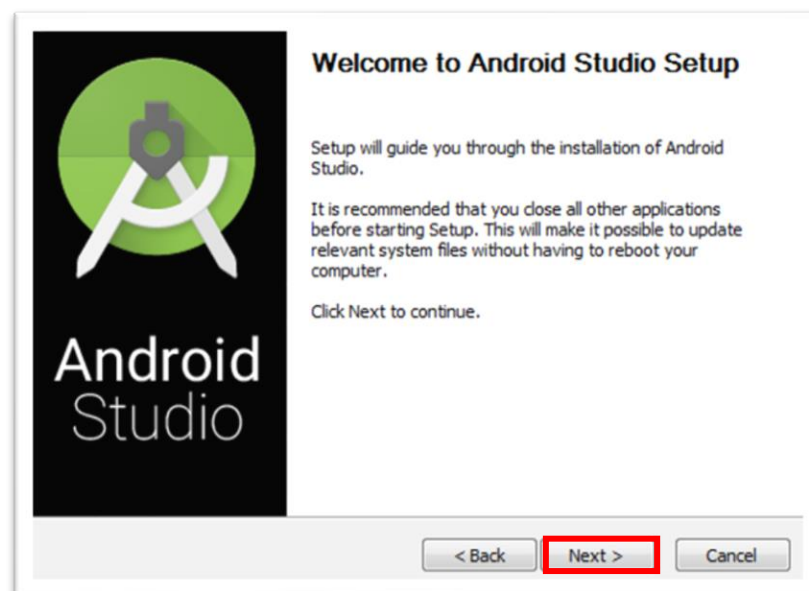 Welcome to Android Studio Setup
Setup will guide you through the installation of Android
Studio.
It is recommended that you close all other applications
before starting Setup. This will make it possible to update
relevant system files without having to reboot your
computer.
Click Next to continue.
Android
Studio
< Back
Next >
Cancel